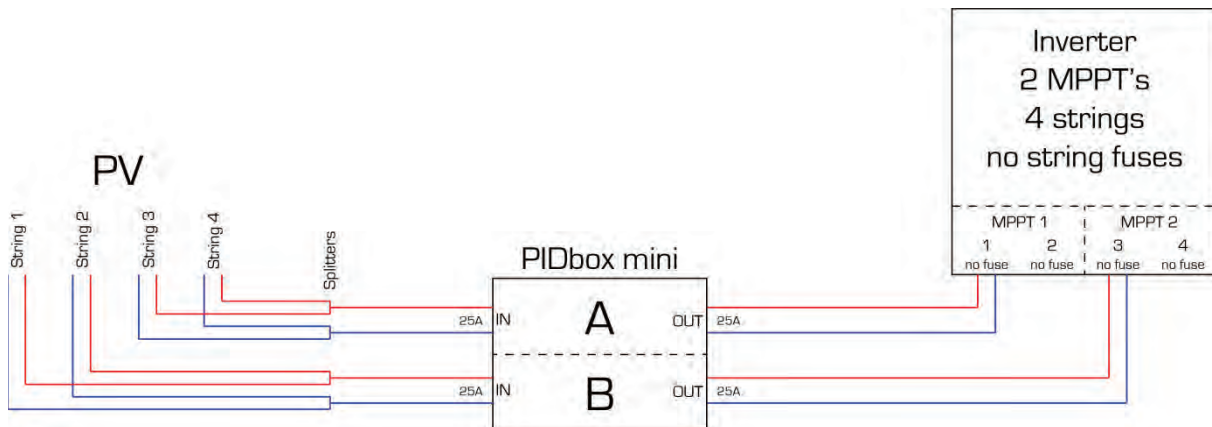 Inverter
2 MPPT's
4 strings
no string fuses
PV
String 1
String 2
String 3
String 4
Splitters
MPPT 1
MPPT 2
1
2
3
4
no fuse
no fuse
no fuse
no fuse
PIDbox mini
25A
IN
A
OUT
25A
25A
IN
B
OUT
25A